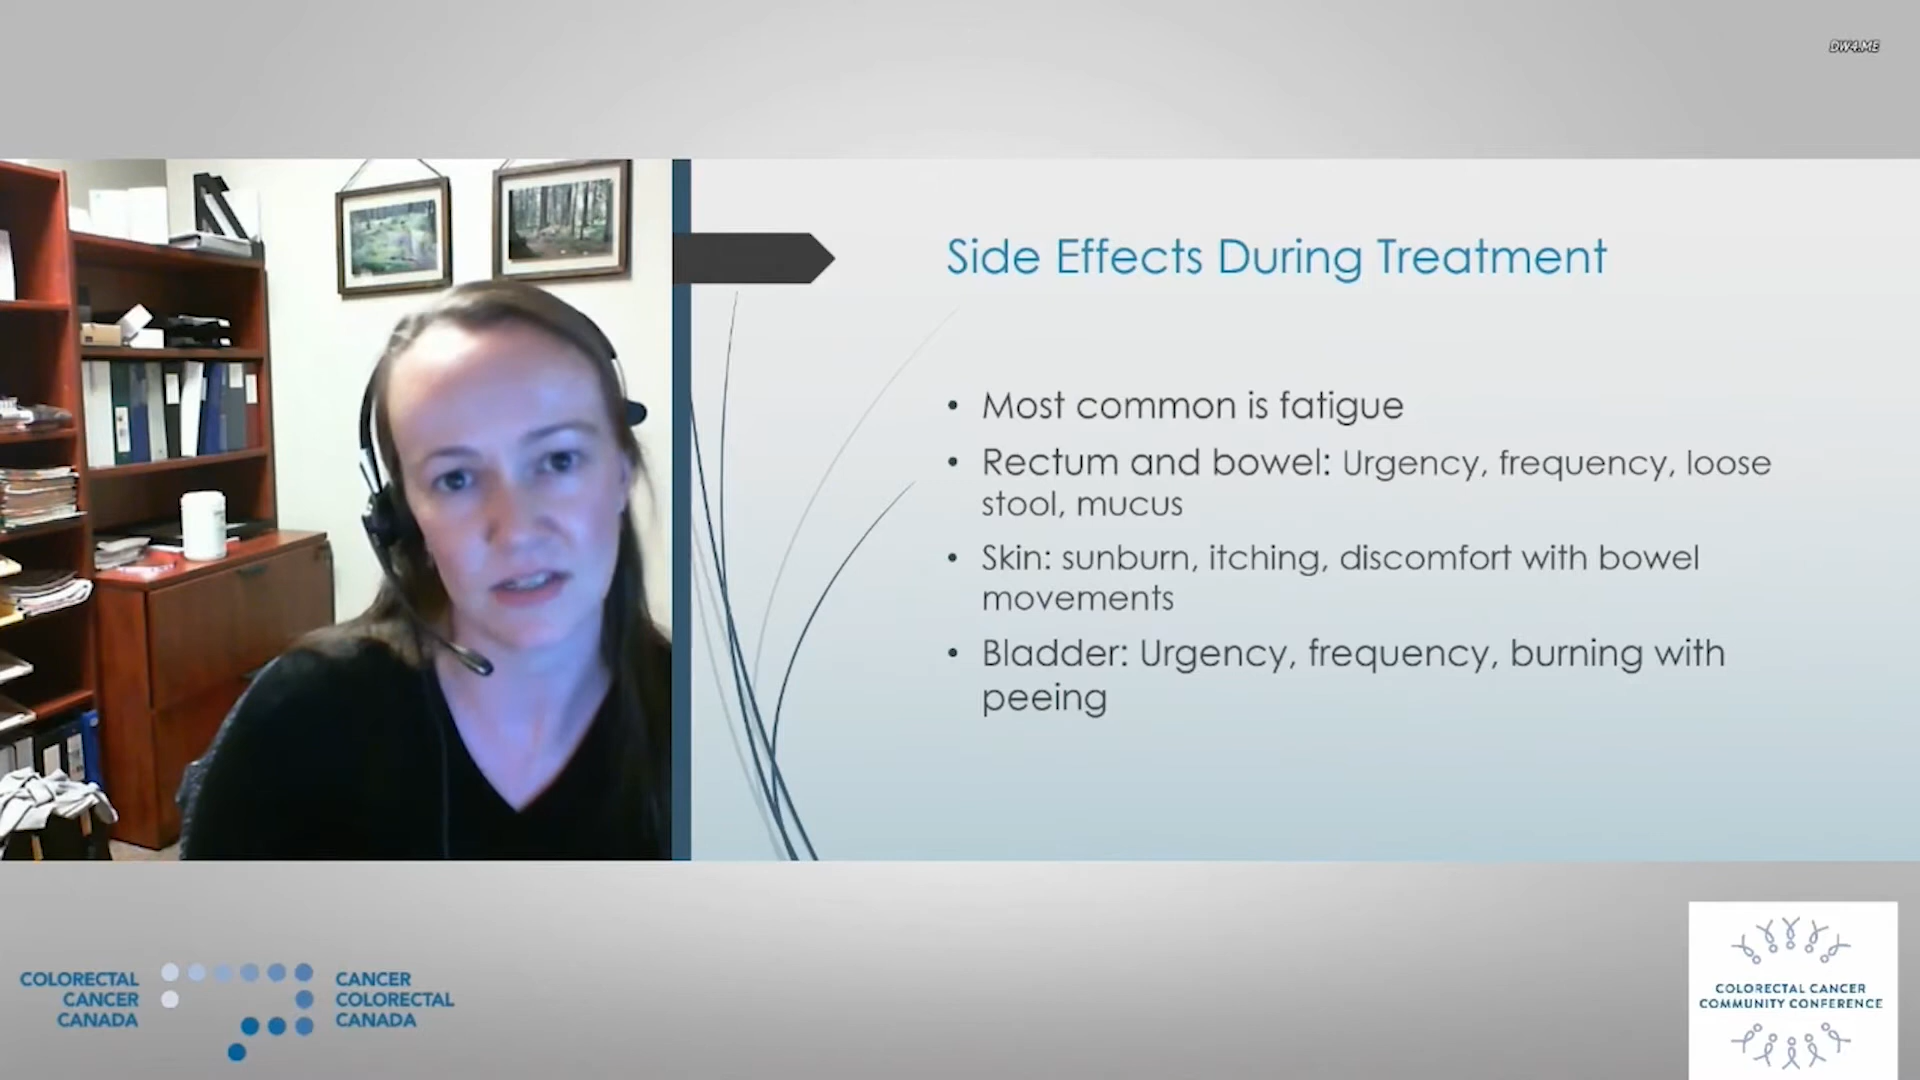 DW4.ME
Side Effects During Treatment
• Most common is fatigue
• Rectum and bowel: Urgency, frequency, loose
stool, mucus
• Skin: sunburn, itching, discomfort with bowel
movements
• Bladder: Urgency, frequency, burning with
peeing
COLORECTAL
CANCER
CANADA
CANCER
COLORECTAL
CANADA
COLORECTAL CANCER
COMMUNITY CONFERENCE